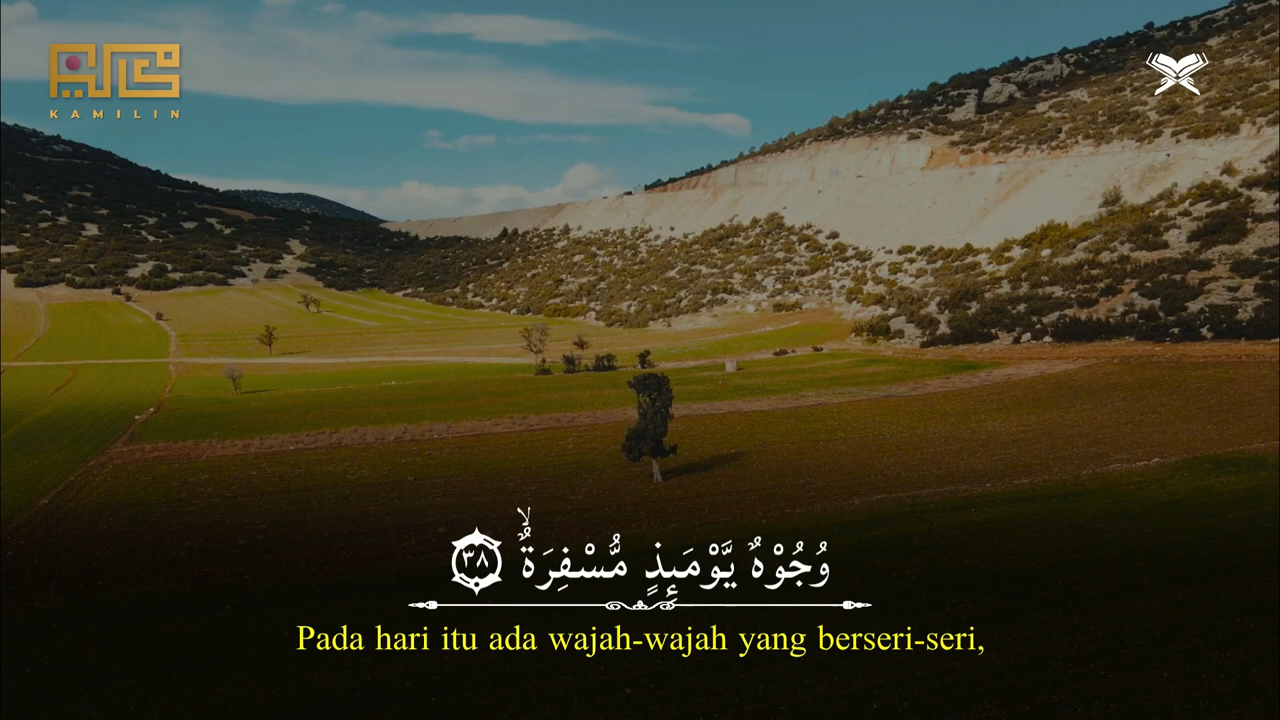 KAMILIN
وُجُوْهٌ يَّوْمَىِٕذٍ مُّسْفِرَةٌۙ ٣٨
Pada hari itu ada wajah-wajah yang berseri-seri,